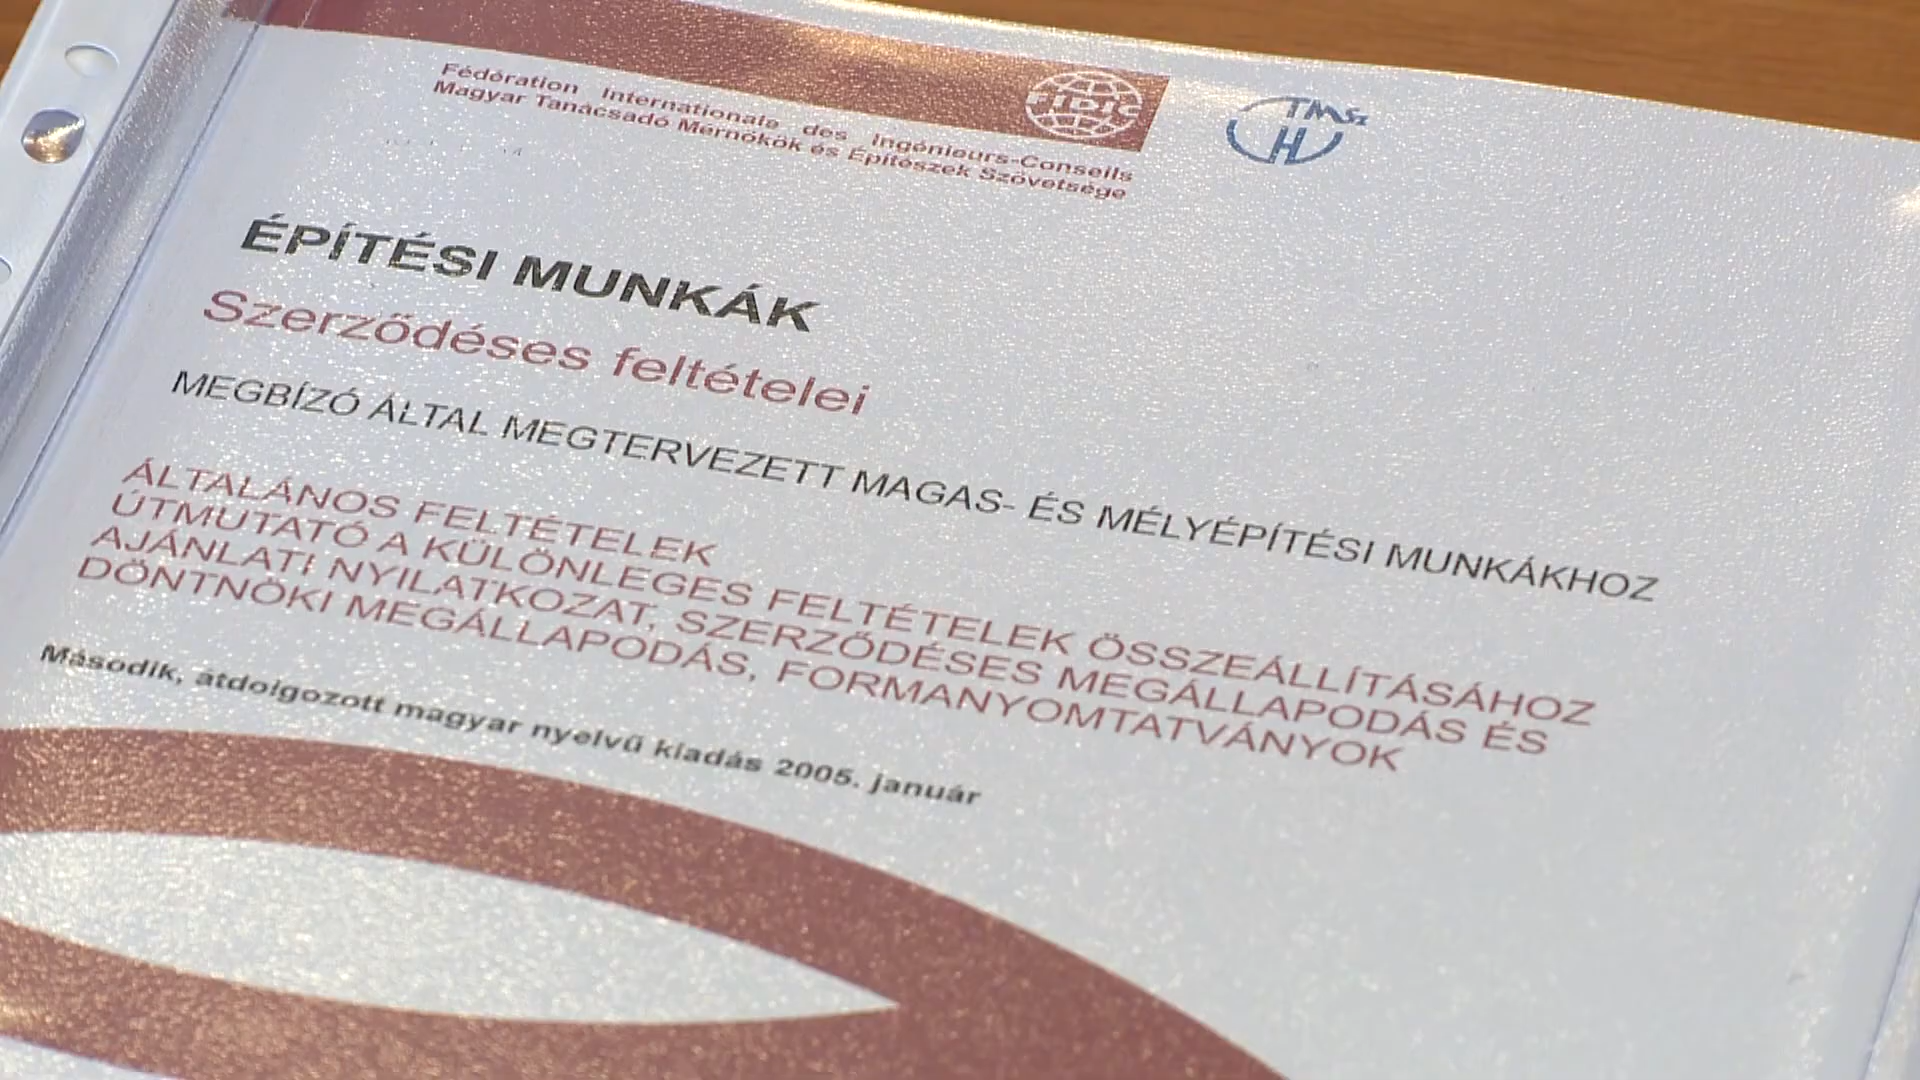 Fédération Internationale des Ingénieurs-Conseils
Magyar Tanácsadó Mérnökök és Építészek Szövetsége
FIDIC
TMSz
H
ÉPÍTÉSI MUNKÁK
Szerződéses feltételei
MEGBÍZÓ ÁLTAL MEGTERVEZETT MAGAS- ÉS MÉLYÉPÍTÉSI MUNKÁKHOZ
ÁLTALÁNOS FELTÉTELEK
ÚTMUTATÓ A KÜLÖNLEGES FELTÉTELEK ÖSSZEÁLLÍTÁSÁHOZ
AJÁNLATI NYILATKOZAT, SZERZŐDÉSES MEGÁLLAPODÁS ÉS
DÖNTNÖKI MEGÁLLAPODÁS, FORMANYOMTATVÁNYOK
Második, átdolgozott magyar nyelvű kiadás 2005. január